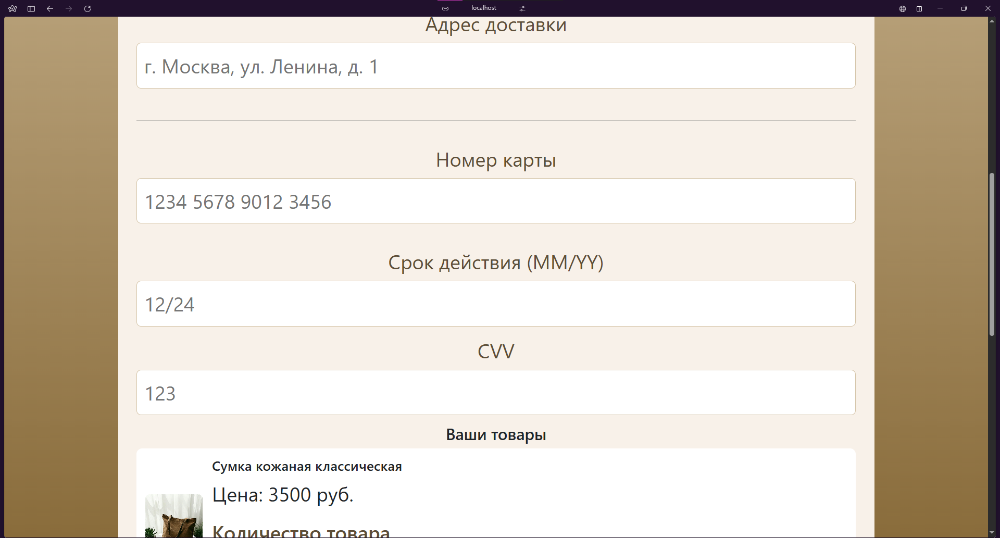 localhost
Адрес доставки
г. Москва, ул. Ленина, д. 1
Номер карты
1234 5678 9012 3456
Срок действия (MM/YY)
12/24
CVV
123
Ваши товары
Сумка кожаная классическая
Цена: 3500 руб.
Количество товара